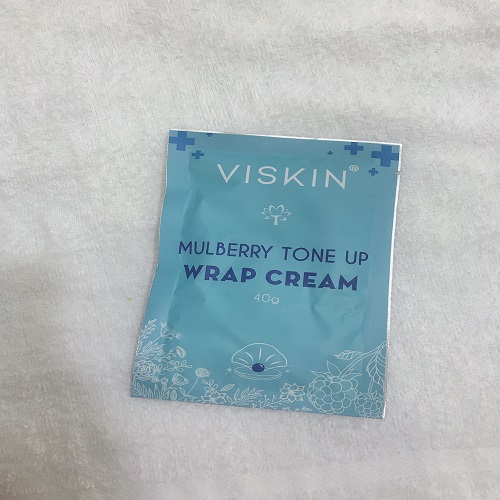 VISKIN®
MULBERRY TONE UP
WRAP CREAM
40g